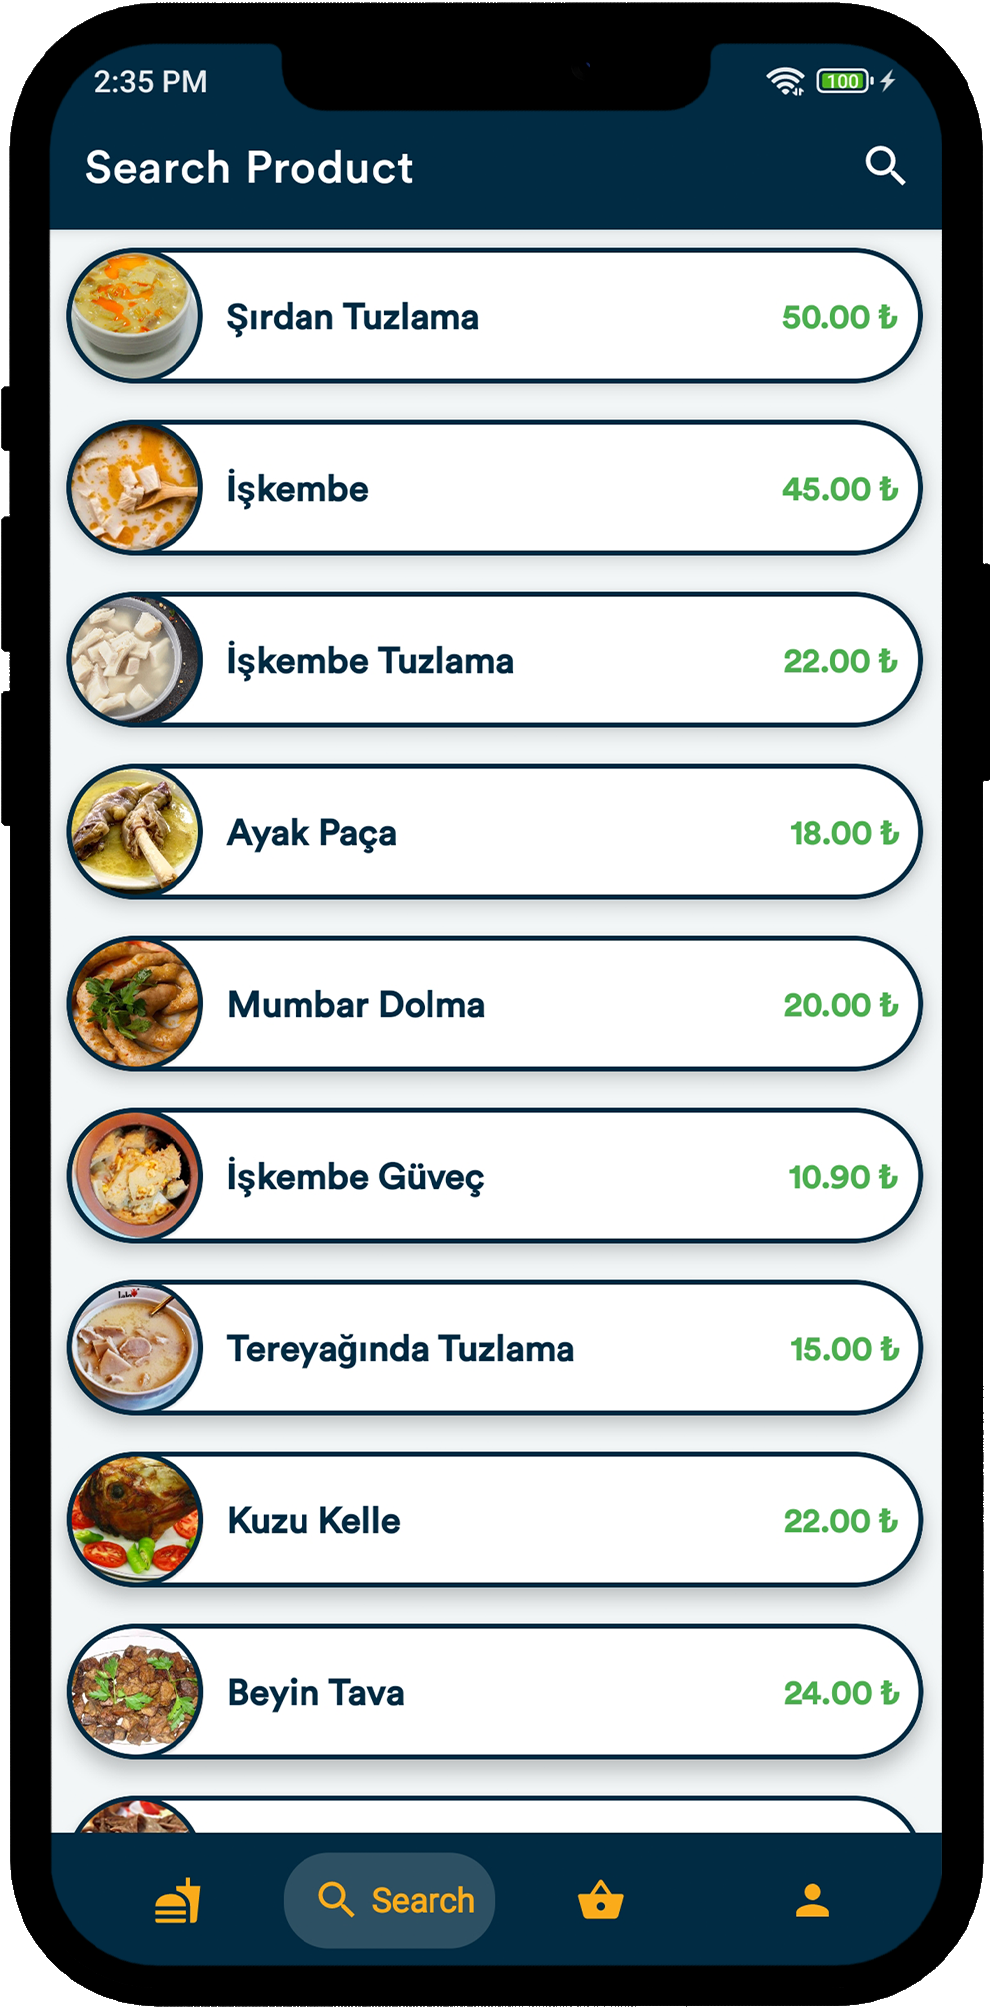 2:35 PM
100
Search Product
Şırdan Tuzlama 50.00 ₺
İşkembe 45.00 ₺
İşkembe Tuzlama 22.00 ₺
Ayak Paça 18.00 ₺
Mumbar Dolma 20.00 ₺
İşkembe Güveç 10.90 ₺
Tereyağında Tuzlama 15.00 ₺
Kuzu Kelle 22.00 ₺
Beyin Tava 24.00 ₺
Search